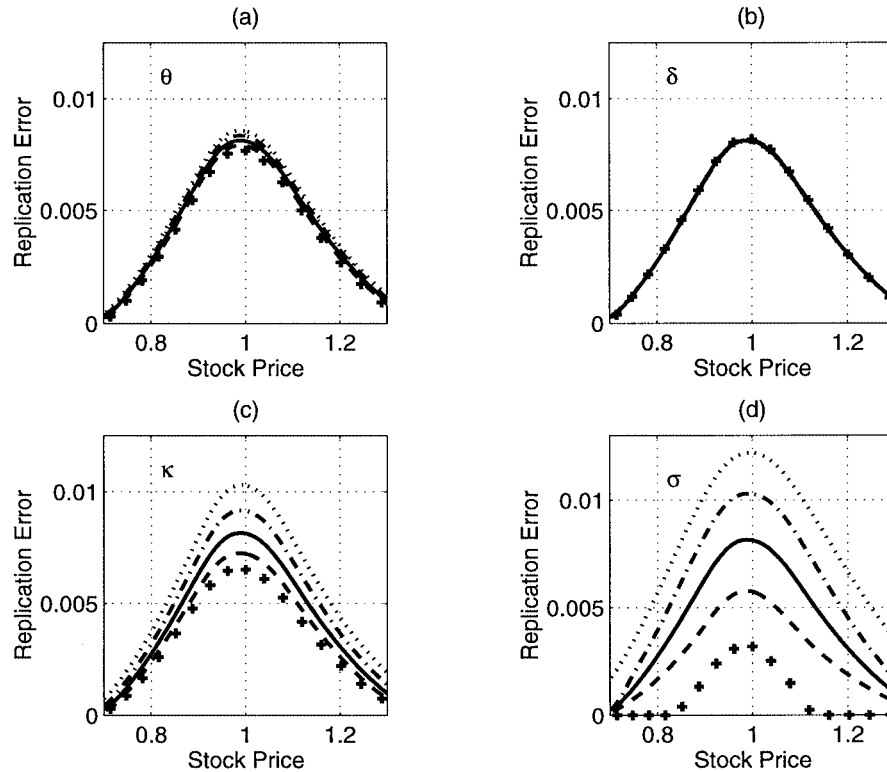 (a)
θ
0.01
0.005
0
Replication Error
0.8
1
1.2
Stock Price
(b)
δ
0.01
0.005
0
Replication Error
0.8
1
1.2
Stock Price
(c)
κ
0.01
0.005
0
Replication Error
0.8
1
1.2
Stock Price
(d)
σ
0.01
0.005
0
Replication Error
0.8
1
1.2
Stock Price